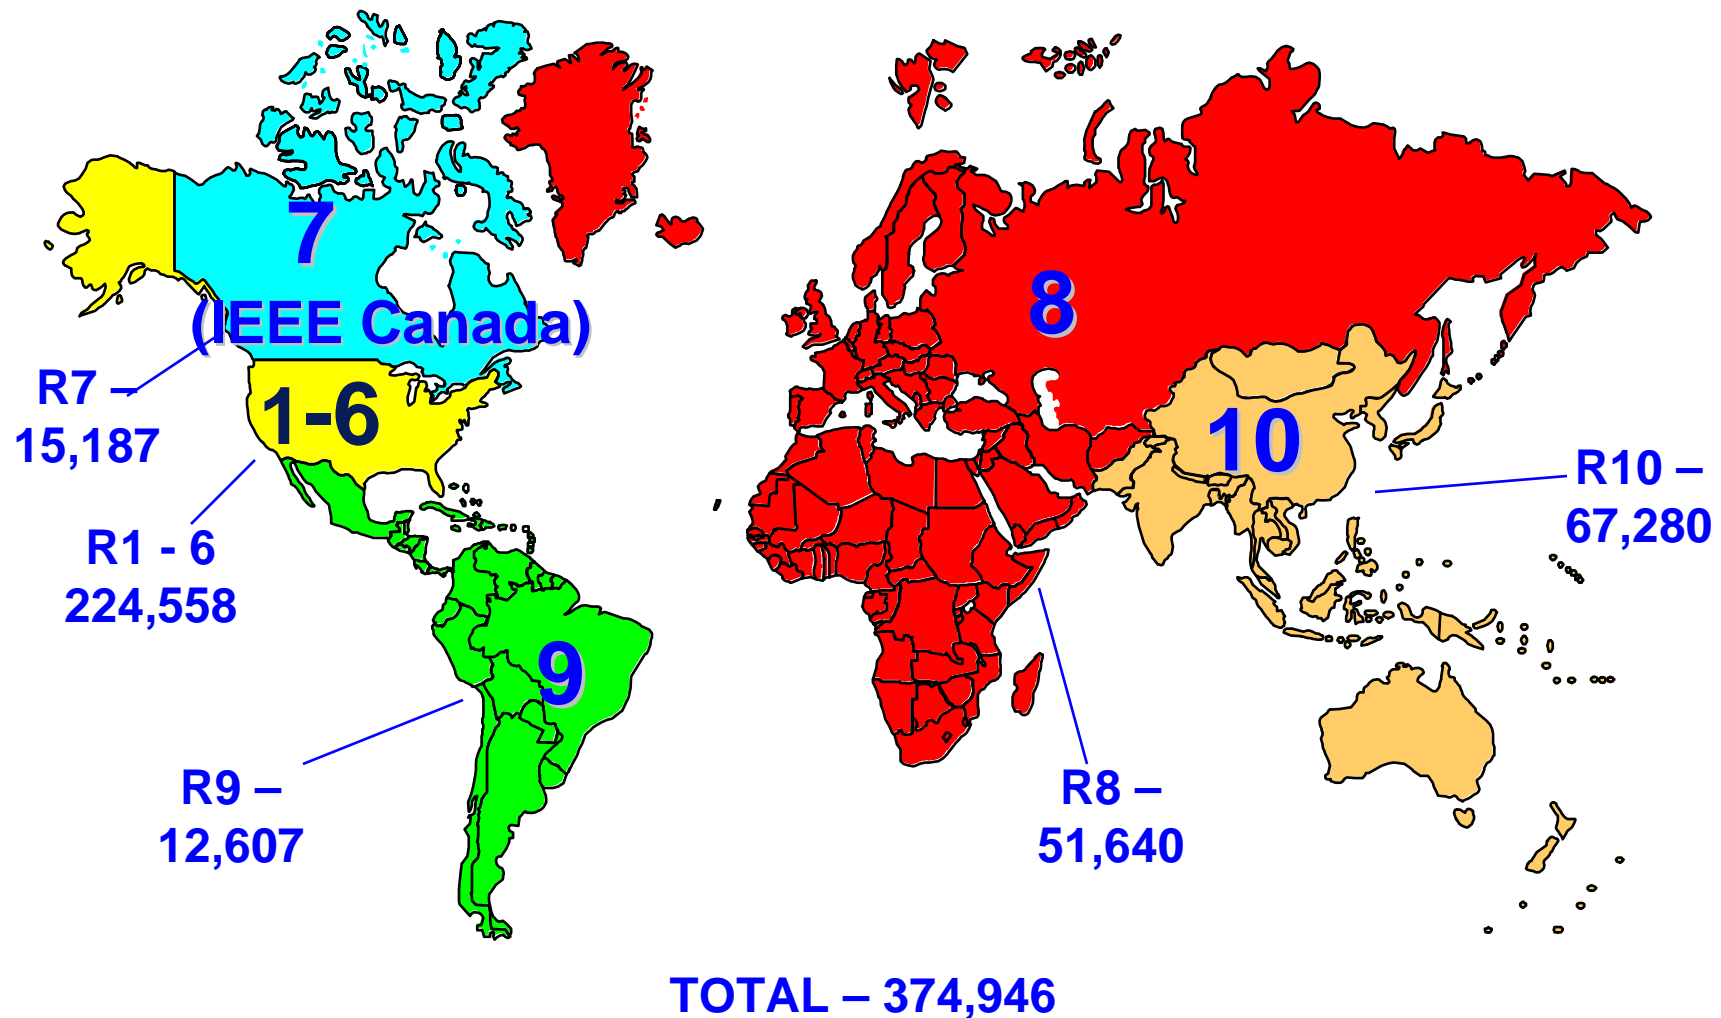 7
(IEEE Canada)
8
R7 –
15,187
1-6
10
R10 –
67,280
,
R1 - 6
224,558
9
R9 –
12,607
R8 –
51,640
TOTAL – 374,946